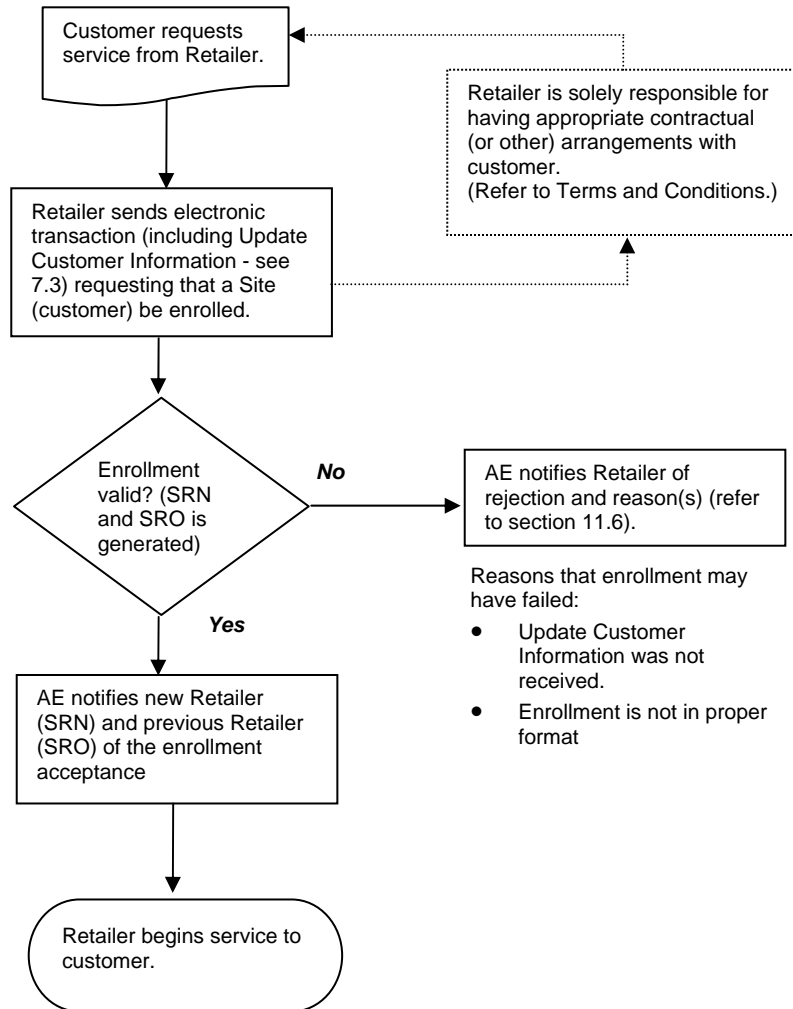 Customer requests
service from Retailer.
Retailer is solely responsible for
having appropriate contractual
(or other) arrangements with
customer.
(Refer to Terms and Conditions.)
Retailer sends electronic
transaction (including Update
Customer Information - see
7.3) requesting that a Site
(customer) be enrolled.
Enrollment
valid? (SRN
and SRO is
generated)
No
AE notifies Retailer of
rejection and reason(s) (refer
to section 11.6).
Reasons that enrollment may
have failed:
• Update Customer
Information was not
received.
• Enrollment is not in proper
format
Yes
AE notifies new Retailer
(SRN) and previous Retailer
(SRO) of the enrollment
acceptance
Retailer begins service to
customer.